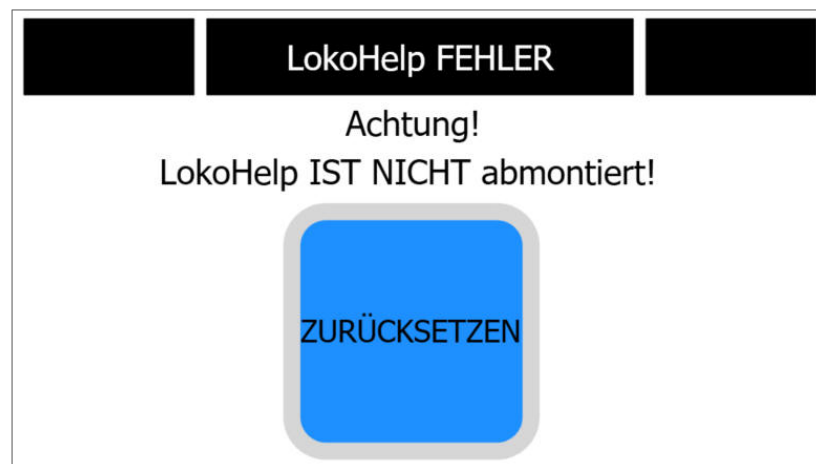 LokoHelp FEHLER
Achtung!
LokoHelp IST NICHT abmontiert!
ZURÜCKSETZEN